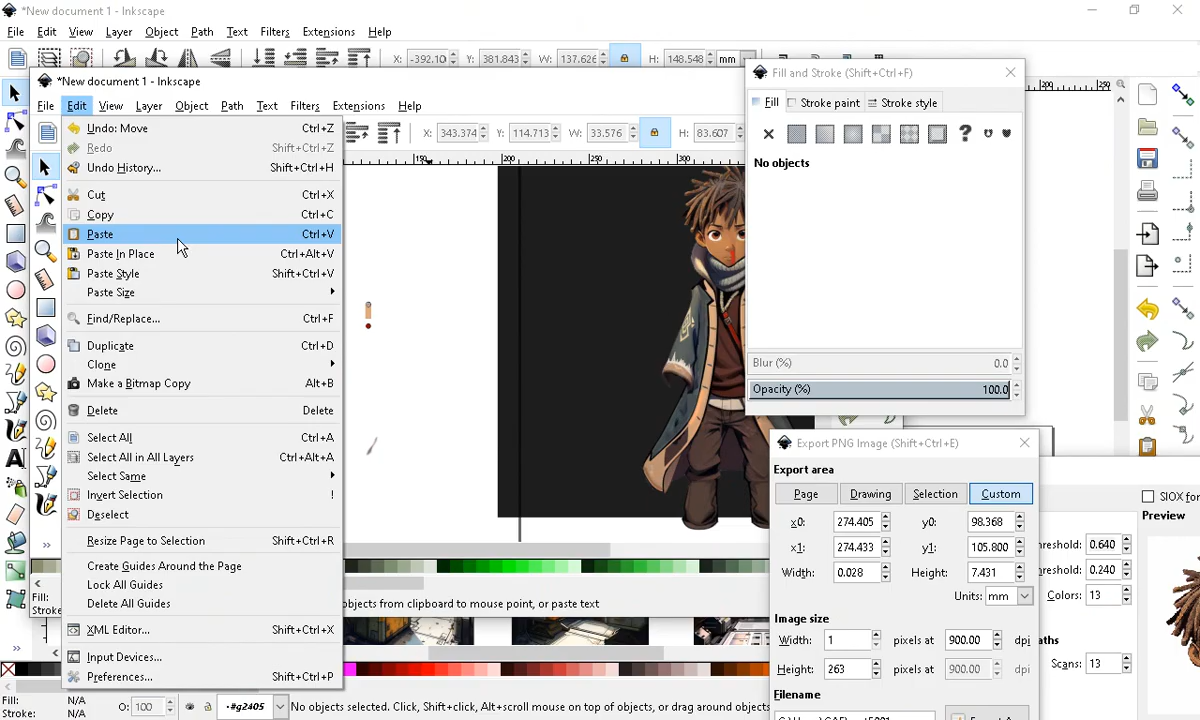 *New document 1 - Inkscape
File Edit View Layer Object Path Text Filters Extensions Help
X: -392.10 Y: 381.843 W: 137.626 H: 148.548 mm
*New document 1 - Inkscape
File Edit View Layer Object Path Text Filters Extensions Help
X: 343.374 Y: 114.713 W: 33.576 H: 83.607
150 200 250 300
200 250
Undo: Move Ctrl+Z
Redo Shift+Ctrl+Z
Undo History... Shift+Ctrl+H
Cut Ctrl+X
Copy Ctrl+C
Paste Ctrl+V
Paste In Place Ctrl+Alt+V
Paste Style Shift+Ctrl+V
Paste Size
Find/Replace... Ctrl+F
Duplicate Ctrl+D
Clone
Make a Bitmap Copy Alt+B
Delete Delete
Select All Ctrl+A
Select All in All Layers Ctrl+Alt+A
Select Same
Invert Selection !
Deselect
Resize Page to Selection Shift+Ctrl+R
Create Guides Around the Page
Lock All Guides
Delete All Guides
XML Editor... Shift+Ctrl+X
Input Devices...
Preferences... Shift+Ctrl+P
Fill and Stroke (Shift+Ctrl+F)
Fill Stroke paint Stroke style
No objects
Blur (%) 0.0
Opacity (%) 100.0
Export PNG Image (Shift+Ctrl+E)
Export area
Page Drawing Selection Custom
x0: 274.405 y0: 98.368
x1: 274.433 y1: 105.800
Width: 0.028 Height: 7.431
Units: mm
Image size
Width: 1 pixels at 900.00 dpi
Height: 263 pixels at 900.00 dpi
Filename
SIOX for
Preview
hreshold: 0.640
hreshold: 0.240
Colors: 13
Scans: 13
Fill:
Stroke
objects from clipboard to mouse point, or paste text
Fill: N/A
Stroke: N/A
O: 100
•#g2405
No objects selected. Click, Shift+click, Alt+scroll mouse on top of objects, or drag around objects